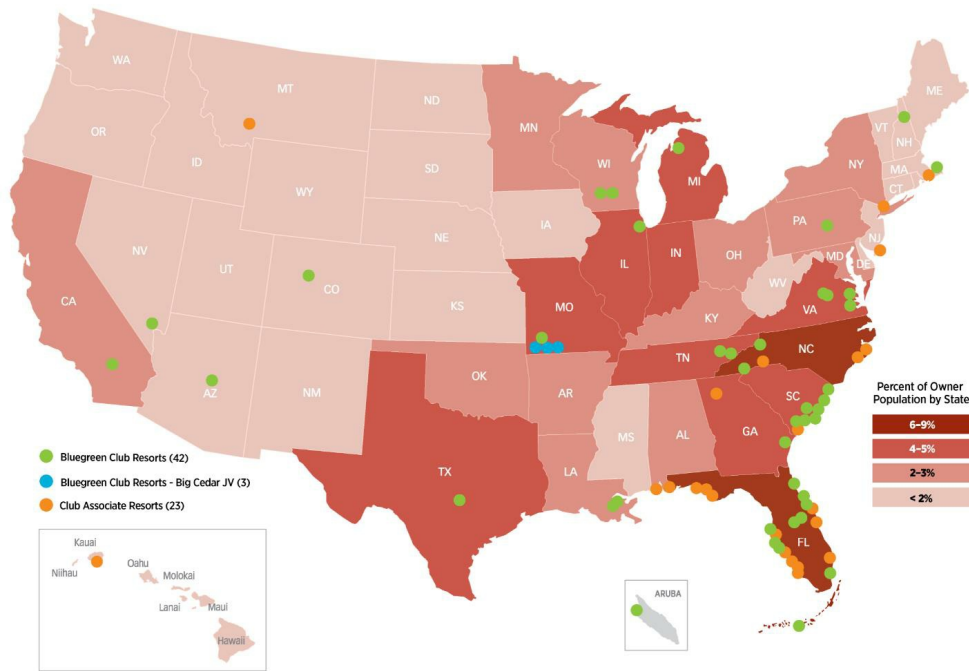 WA
MT
ND
MN
ME
OR
ID
SD
WI
VT
NH
NY
MA
CT
MI
WY
IA
NE
PA
NJ
NV
UT
CO
IL
IN
OH
MD
DE
WV
CA
KS
MO
KY
VA
AZ
NM
OK
AR
TN
NC
SC
MS
AL
GA
TX
LA
FL
Percent of Owner
Population by State
6–9%
4–5%
2–3%
< 2%
Bluegreen Club Resorts (42)
Bluegreen Club Resorts - Big Cedar JV (3)
Club Associate Resorts (23)
Kauai
Niihau
Oahu
Molokai
Lanai
Maui
Hawaii
ARUBA